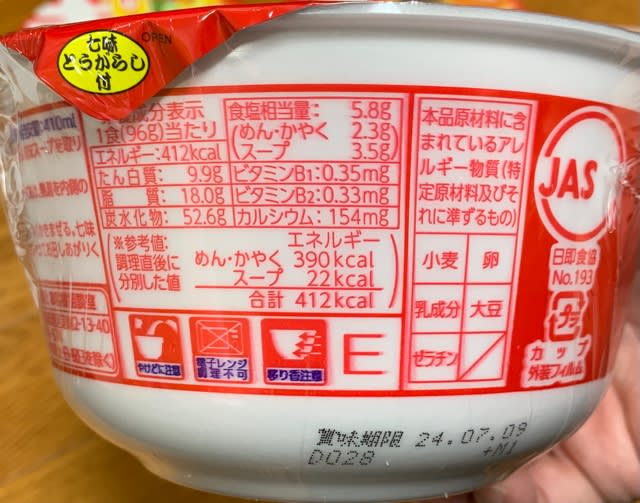 OPEN
七味
とうがらし
付
410ml
成分表示
1食(96g)当たり
エネルギー:412kcal
たん白質: 9.9g
脂質: 18.0g
炭水化物: 52.6g
食塩相当量: 5.8g
(めん・かやく 2.3g)
スープ 3.5g
ビタミンB1:0.35mg
ビタミンB2:0.33mg
カルシウム:154mg
(※参考値: エネルギー
調理直後に めん・かやく 390kcal
分別した値 スープ 22kcal
合計 412kcal)
本品原材料に含
まれているアレ
ルギー物質(特
定原材料及びそ
れに準ずるもの)
小麦 卵
乳成分 大豆
ゼラチン
JAS
日即食協
No.193
プラ
カップ
外装フィルム
2-13-40
やけどに注意
電子レンジ
調理不可
移り香注意
E
賞味期限 24.07.09
D028 +M1